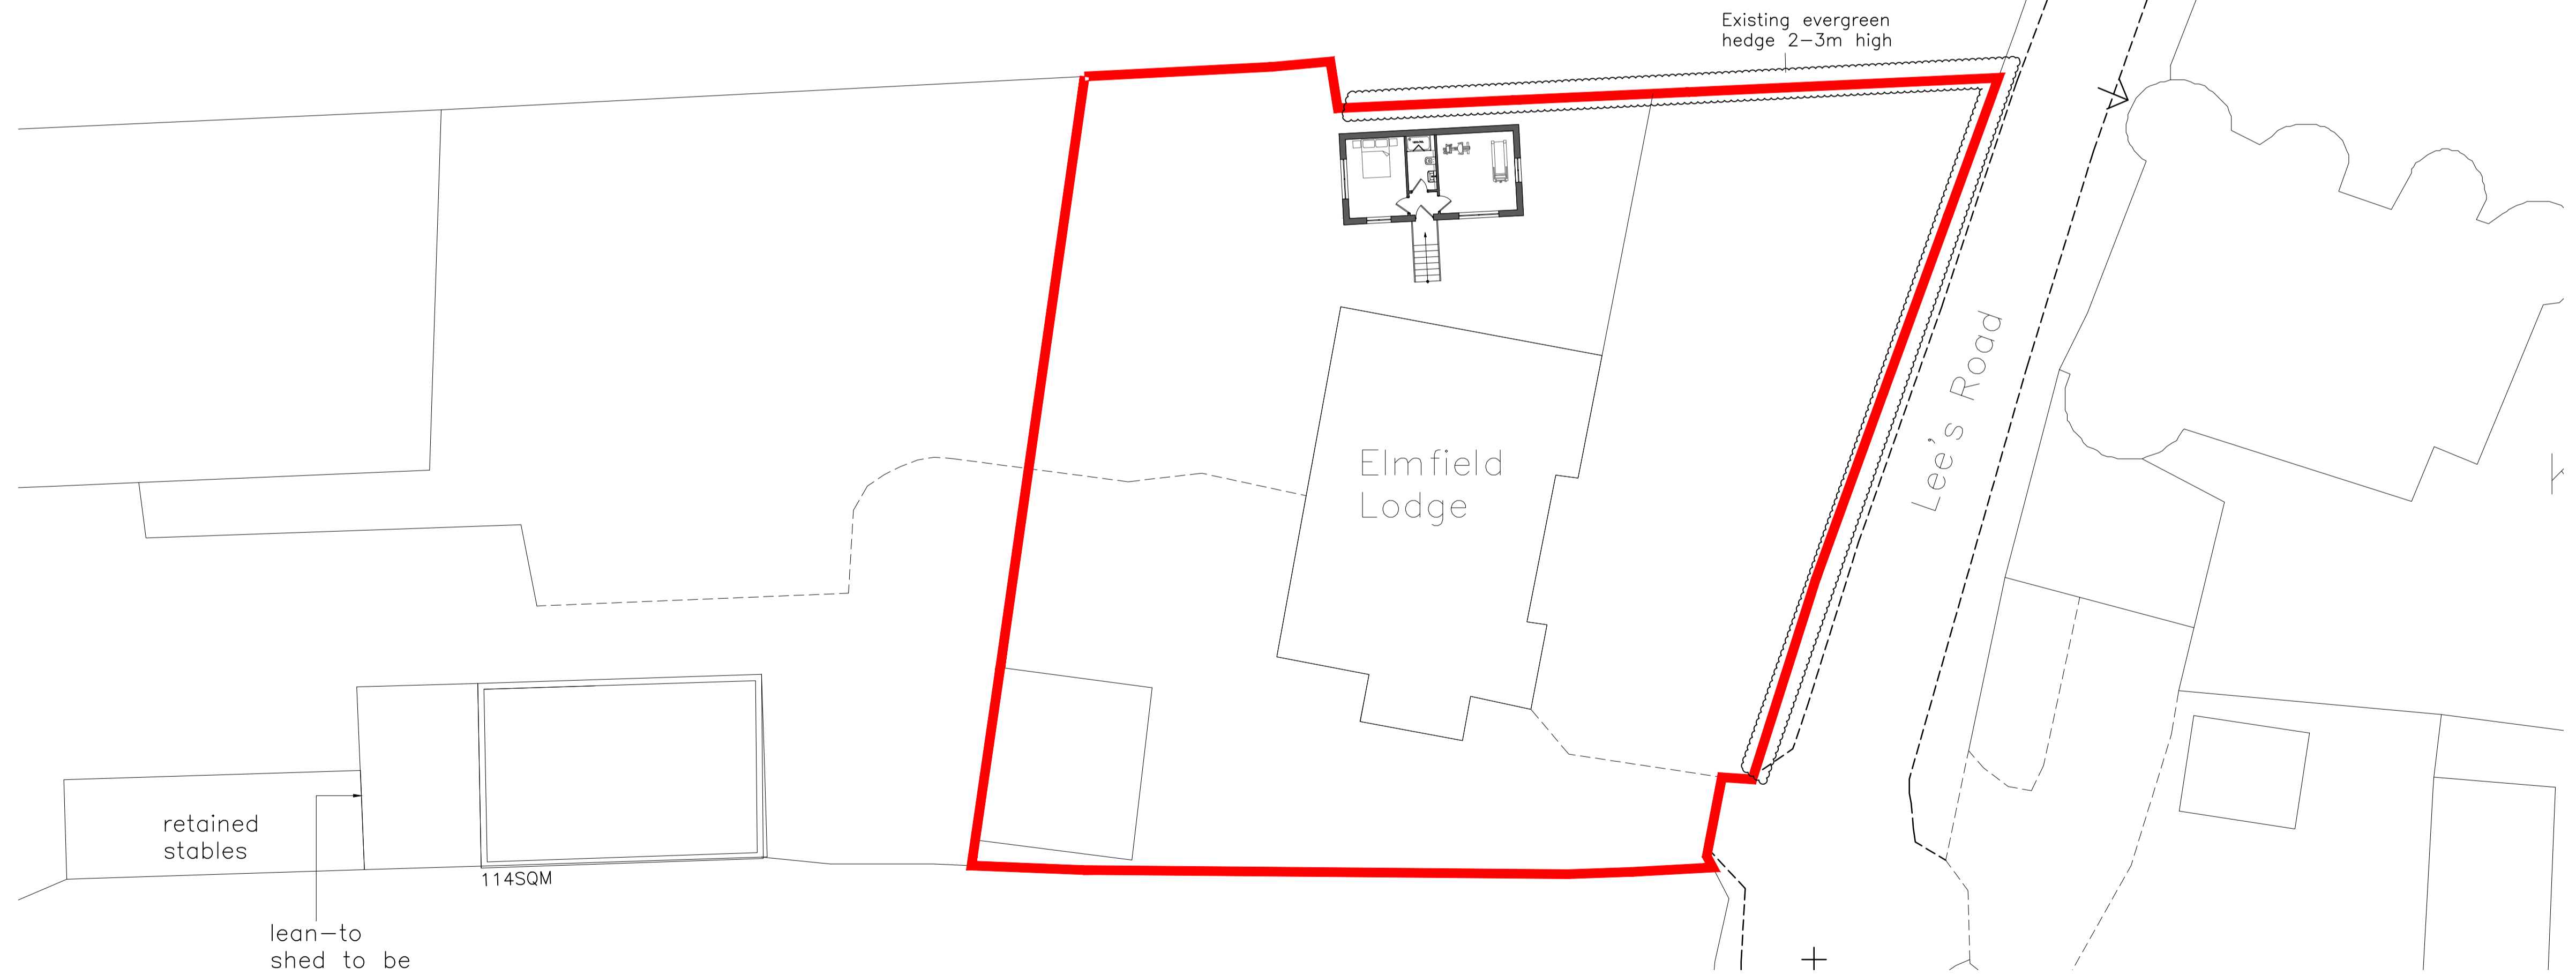 Existing evergreen
hedge 2-3m high
Lee's Road
Elmfield
Lodge
retained
stables
114SQM
lean-to
shed to be